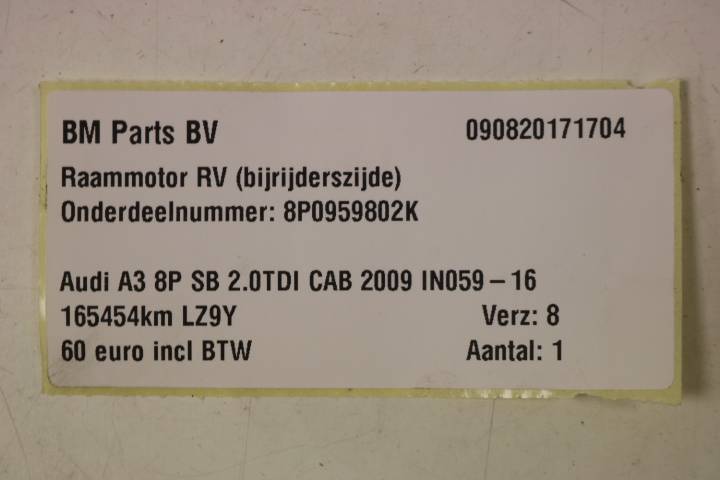 BM Parts BV 090820171704
Raammotor RV (bijrijderszijde)
Onderdeelnummer: 8P0959802K
Audi A3 8P SB 2.0TDI CAB 2009 IN059 – 16
165454km LZ9Y Verz: 8
60 euro incl BTW Aantal: 1